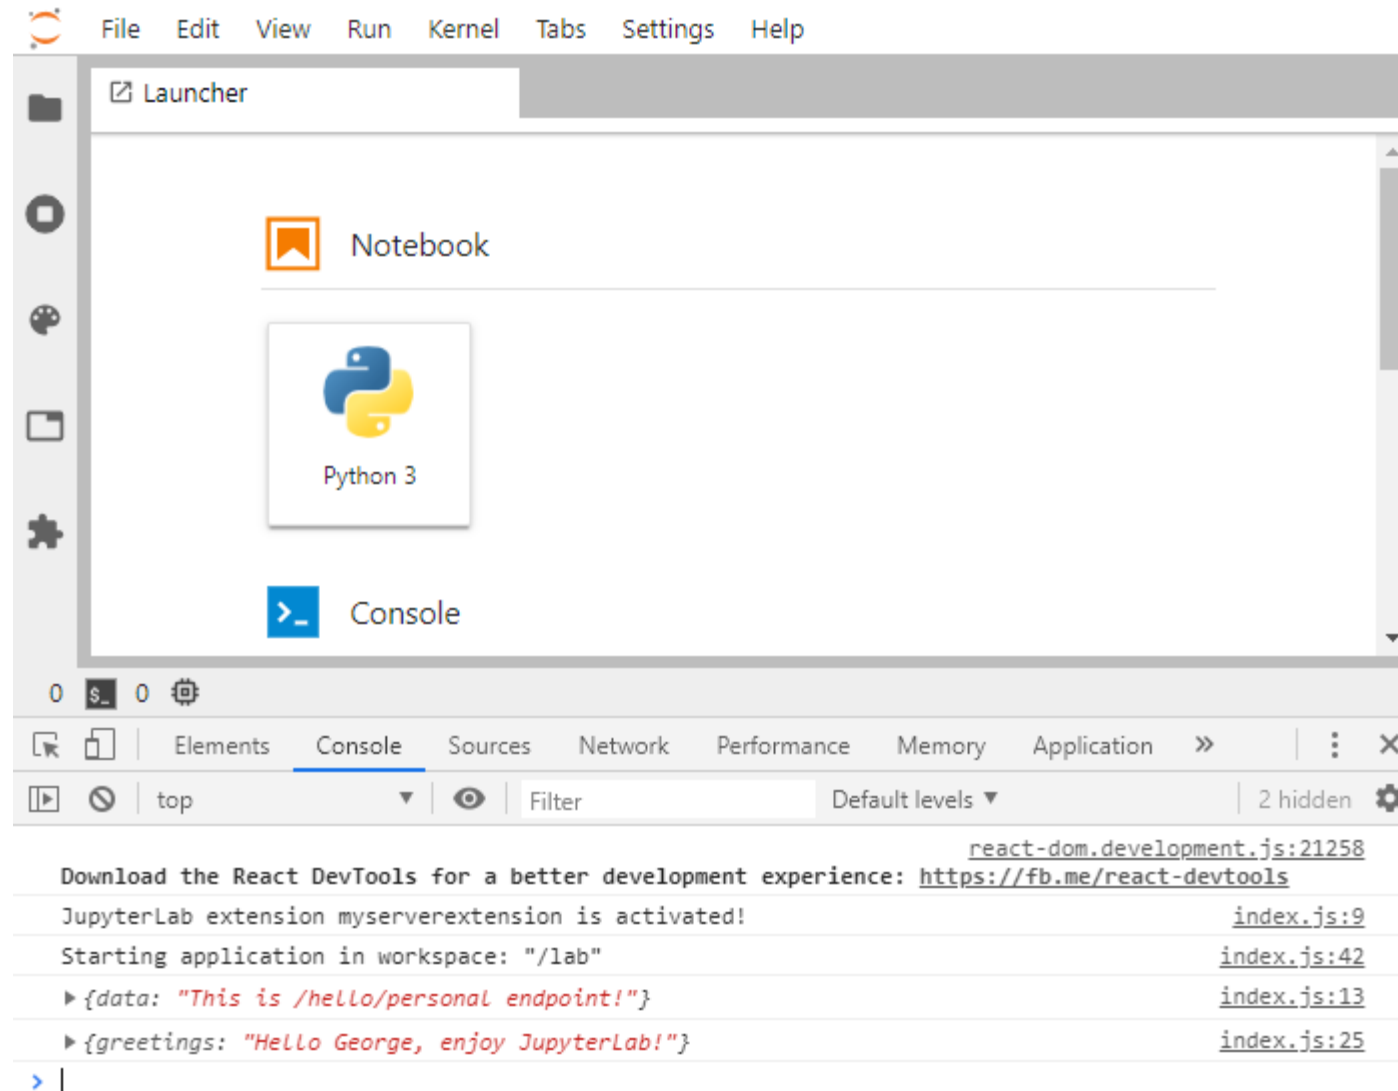 File Edit View Run Kernel Tabs Settings Help
Launcher
Notebook
Python 3
Console
0 $_ 0
Elements Console Sources Network Performance Memory Application »
top Filter Default levels ▼ 2 hidden
react-dom.development.js:21258
Download the React DevTools for a better development experience: https://fb.me/react-devtools
JupyterLab extension myserverextension is activated! index.js:9
Starting application in workspace: "/lab" index.js:42
{data: "This is /hello/personal endpoint!"} index.js:13
{greetings: "Hello George, enjoy JupyterLab!"} index.js:25